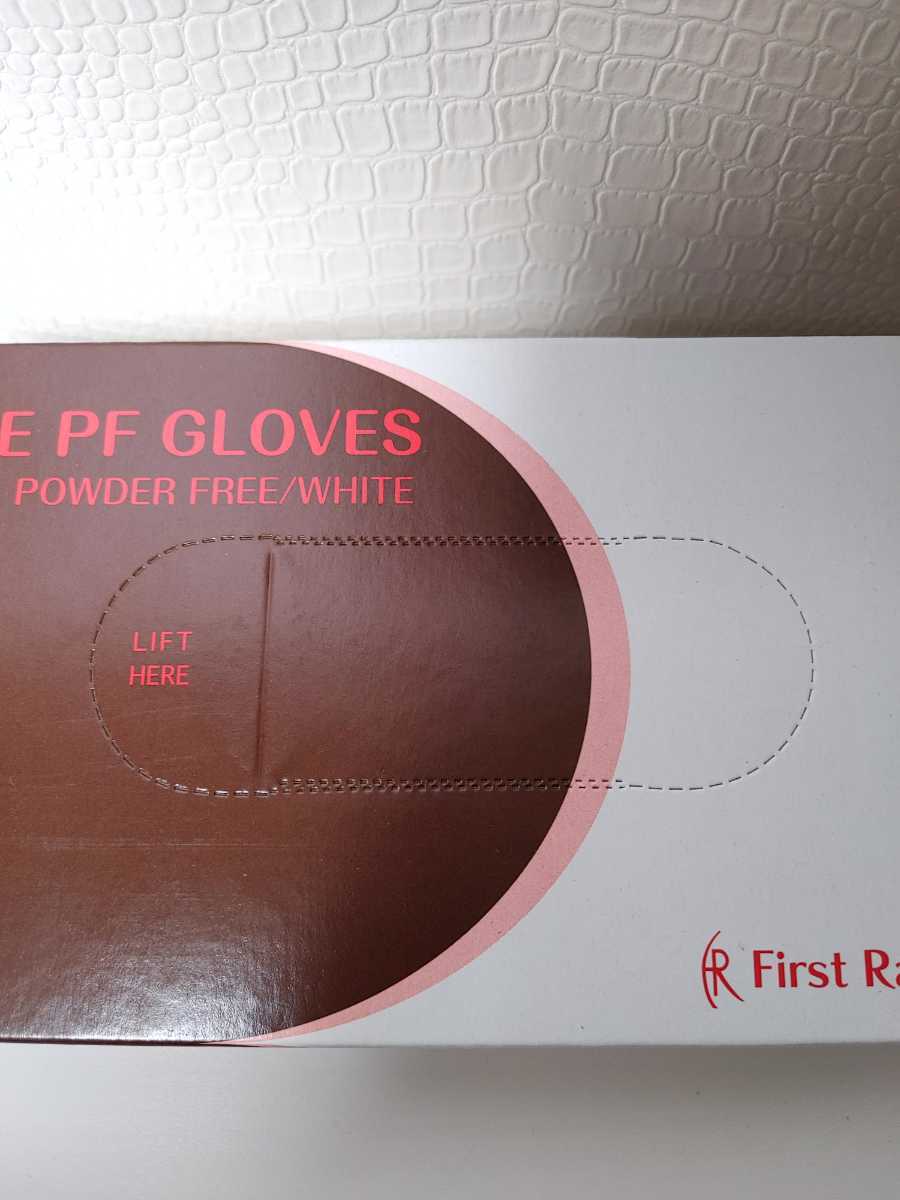 E PF GLOVES
POWDER FREE/WHITE
LIFT
HERE
First Ra